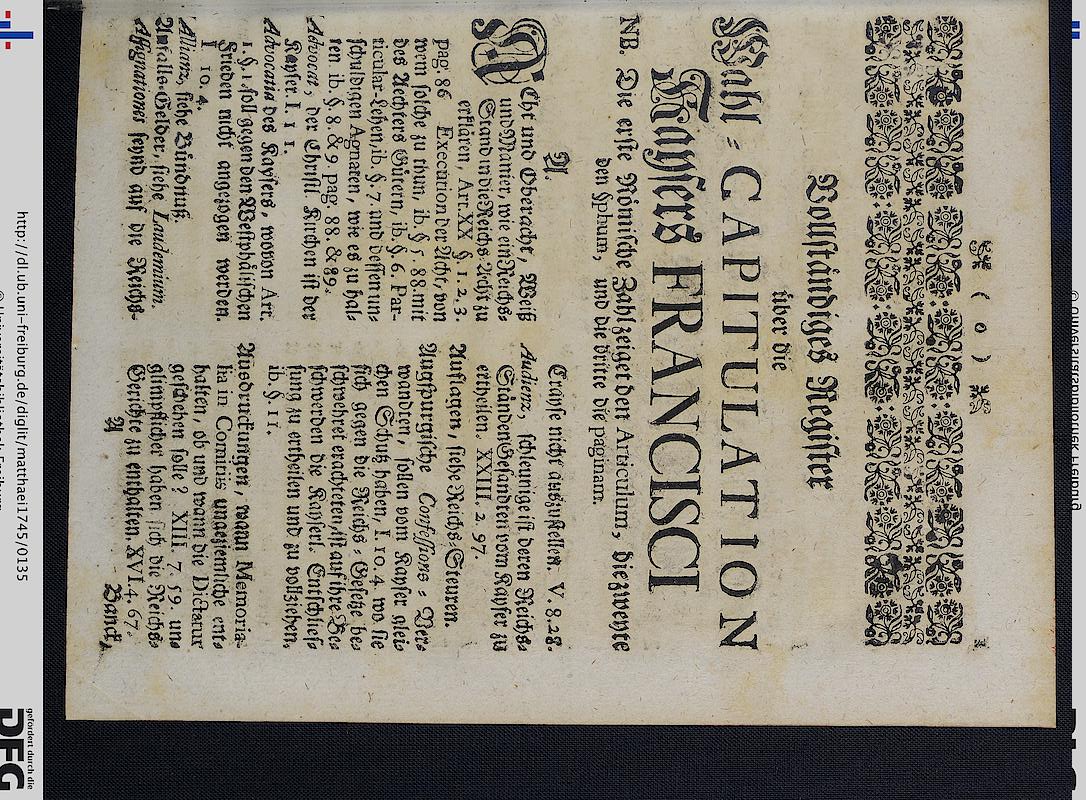 ( o )
Vollständiges Register
über die
Wahl-CAPITULATION
Kaysers FRANCISCI
NB. Die erste Römische Zahl zeiget den Articulum, die zweyte
den §phum, und die dritte die paginam.
A.
Acht und Oberacht, Weiß
und Manier, wie ein Reichs-
Stand in die Reichs-Acht zu
erklären, Art. XX. §. 1. 2. 3.
pag. 86 Execution der Acht, von
wem solche zu thun, ib. §. 5. 88. mit
des Aechters Gütern, ib. §. 6. Par-
ticular-Lehen, ib. §. 7. und dessen un-
schuldigen Agnaten, wie es zu hal-
ten ib. §. 8. & 9. pag. 88. & 89.
Advocat, der Christl. Kirchen ist der
Kayser. I. 1. 1.
Advocatia des Kaysers, wovon Art.
1. §. 1. soll gegen den Westphälischen
Frieden nicht angezogen werden.
I. 10. 4.
Allianz, siehe Bündnuß.
Anfalls-Gelder, siehe Laudemium.
Assignationes seynd auf die Reichs-
Crayse nicht auszustellen. V. 8. 28.
Audienz, schleunige ist deren Reichs-
Ständen Gesandten vom Kayser zu
ertheilen. XXIII. 2. 97.
Auflagen, siehe Reichs-Steuren.
Augspurgische Confessions-Ver-
wandten, sollen vom Kayser glei-
chen Schutz haben, I. 10. 4. wo sie
sich gegen die Reichs-Gesetze be-
schwehret erachten, ist auf ihre Be-
schwerden die Kayserl. Entschlies-
sung zu ertheilen und zu vollziehen.
ib. §. 11.
Ausdruckungen, wann Memoria-
lia in Comitiis ungeziemliche ent-
halten, ob und wann die Dictatur
geschehen solle? XIII. 7. 59. un-
glimpflicher haben sich die Reichs-
Gerichte zu enthalten. XVI. 4. 67.
A
Banck,
http://dl.ub.uni-freiburg.de/diglit/matthaei1745/0135
gefördert durch die
DFG